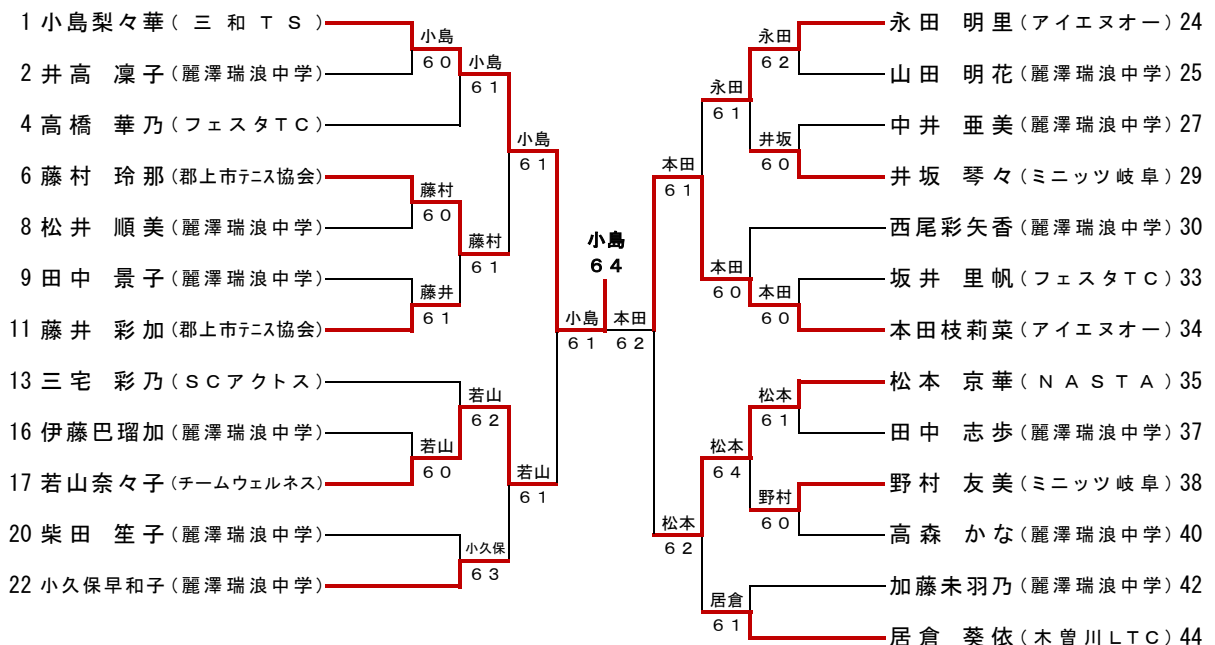 1 小島梨々華(三和TS)
2 井高 凜子(麗澤瑞浪中学)
4 高橋 華乃(フェスタTC)
6 藤村 玲那(郡上市テニス協会)
8 松井 順美(麗澤瑞浪中学)
9 田中 景子(麗澤瑞浪中学)
11 藤井 彩加(郡上市テニス協会)
13 三宅 彩乃(SCアクトス)
16 伊藤巴瑠加(麗澤瑞浪中学)
17 若山奈々子(チームウェルネス)
20 柴田 笙子(麗澤瑞浪中学)
22 小久保早和子(麗澤瑞浪中学)
小島
60
藤村
60
藤井
61
若山
60
小島
61
藤村
61
若山
62
小久保
63
小島
61
若山
61
小島
61
小島
64
本田
62
本田
61
松本
62
永田
61
本田
60
松本
64
居倉
61
永田
62
井坂
60
本田
60
松本
61
野村
60
永田 明里(アイエヌオー) 24
山田 明花(麗澤瑞浪中学) 25
中井 亜美(麗澤瑞浪中学) 27
井坂 琴々(ミニッツ岐阜) 29
西尾彩矢香(麗澤瑞浪中学) 30
坂井 里帆(フェスタTC) 33
本田枝莉菜(アイエヌオー) 34
松本 京華(NASTA) 35
田中 志歩(麗澤瑞浪中学) 37
野村 友美(ミニッツ岐阜) 38
高森 かな(麗澤瑞浪中学) 40
加藤未羽乃(麗澤瑞浪中学) 42
居倉 葵依(木曽川LTC) 44